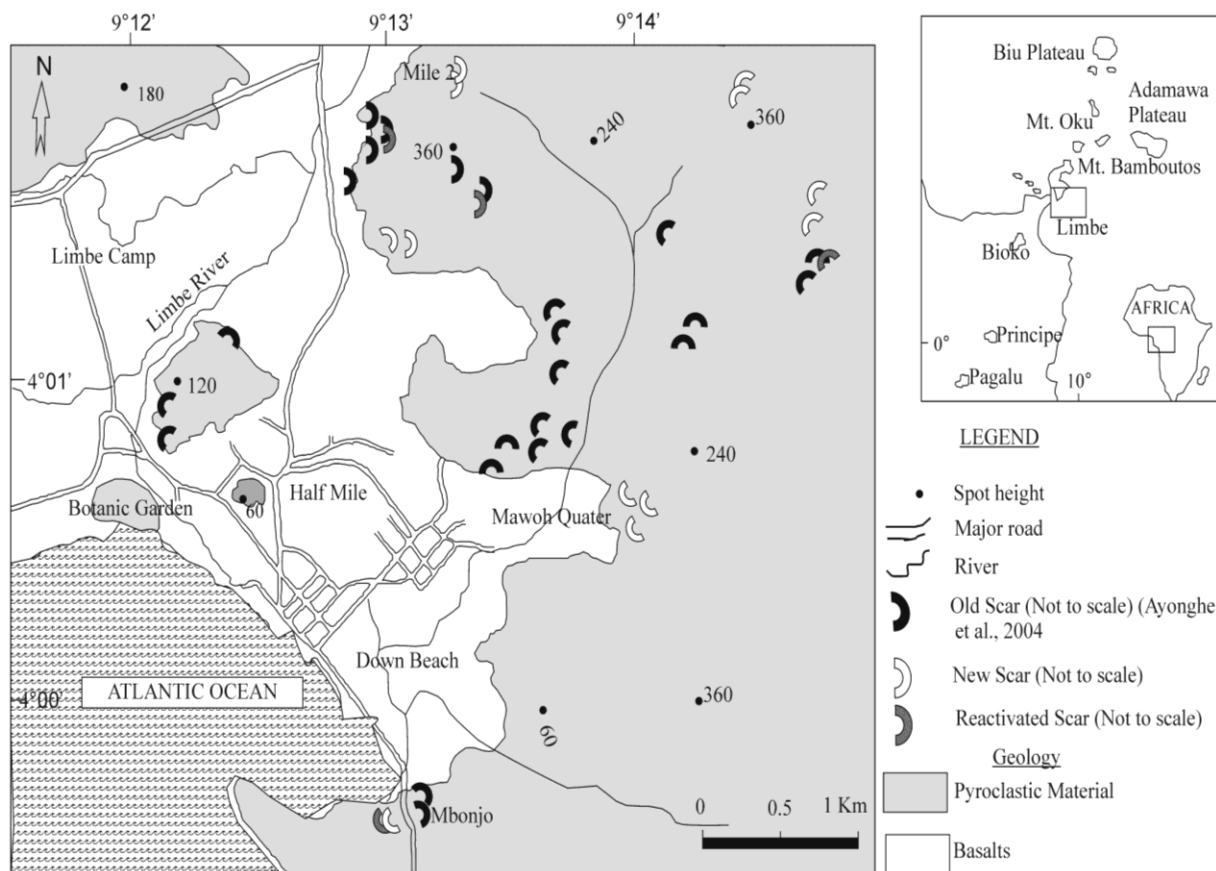 9°12'
9°13'
9°14'
N
180
Mile 2
360
240
360
Limbe Camp
Limbe River
4°01'
120
240
Botanic Garden
60
Half Mile
Mawoh Quater
Down Beach
ATLANTIC OCEAN
4°00'
360
60
Mbonjo
0 0.5 1 Km
Biu Plateau
Adamawa
Plateau
Mt. Oku
Mt. Bamboutos
Limbe
Bioko
AFRICA
Principe
0°
Pagalu
10°
LEGEND
Spot height
Major road
River
Old Scar (Not to scale) (Ayonghe
et al., 2004
New Scar (Not to scale)
Reactivated Scar (Not to scale)
Geology
Pyroclastic Material
Basalts